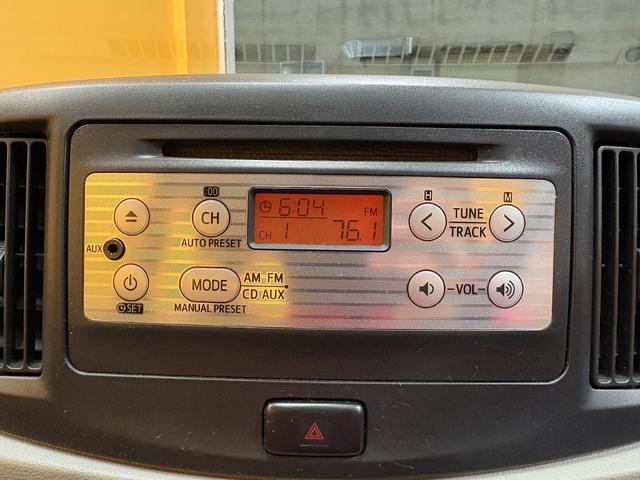 :00
H
M
6:04
FM
CH 1 76.1
CH
AUTO PRESET
TUNE
TRACK
AUX
MODE
AM FM
CD AUX
MANUAL PRESET
SET
VOL